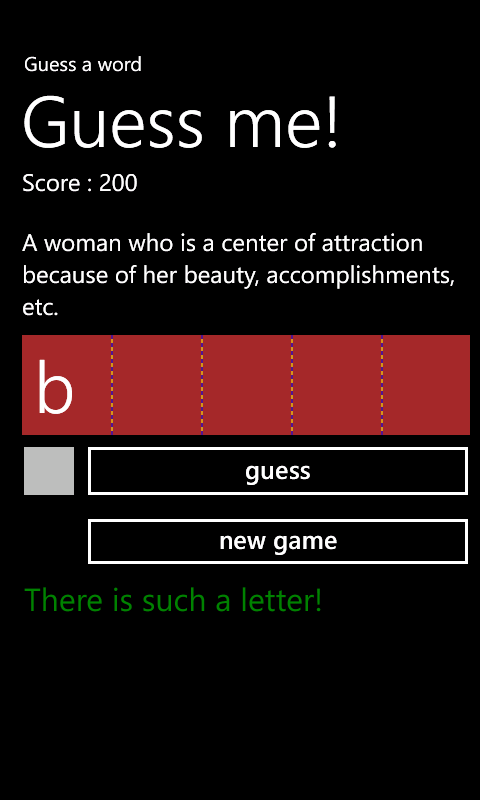 Guess a word
Guess me!
Score : 200
A woman who is a center of attraction
because of her beauty, accomplishments,
etc.
b
guess
new game
There is such a letter!